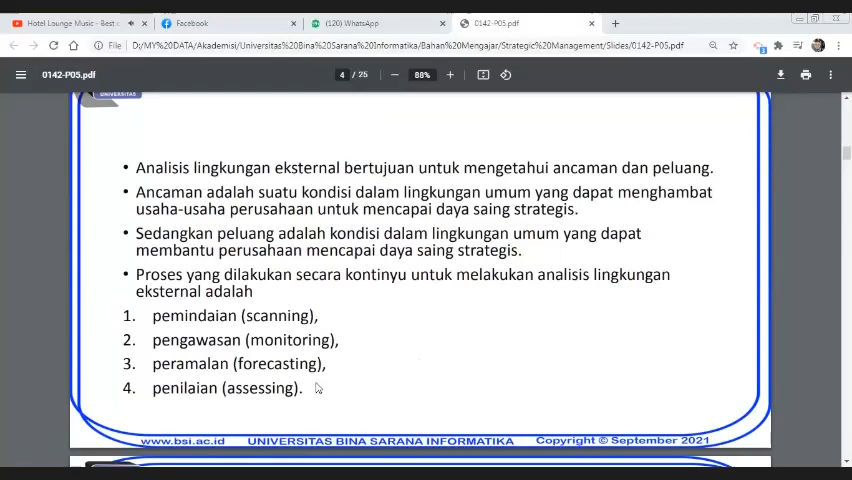 Hotel Lounge Music - Best
Facebook
(120) WhatsApp
0142-P05.pdf
File
D:/MY%20DATA/Akademisi/Universitas%20Bina%20Sarana%20Informatika/Bahan%20Mengajar/Strategic%20Management/Slides/0142-P05.pdf
0142-P05.pdf
4 / 25
88%
UNIVERSITAS
• Analisis lingkungan eksternal bertujuan untuk mengetahui ancaman dan peluang.
• Ancaman adalah suatu kondisi dalam lingkungan umum yang dapat menghambat
usaha-usaha perusahaan untuk mencapai daya saing strategis.
• Sedangkan peluang adalah kondisi dalam lingkungan umum yang dapat
membantu perusahaan mencapai daya saing strategis.
• Proses yang dilakukan secara kontinyu untuk melakukan analisis lingkungan
eksternal adalah
1. pemindaian (scanning),
2. pengawasan (monitoring),
3. peramalan (forecasting),
4. penilaian (assessing).
www.bsi.ac.id UNIVERSITAS BINA SARANA INFORMATIKA Copyright © September 2021